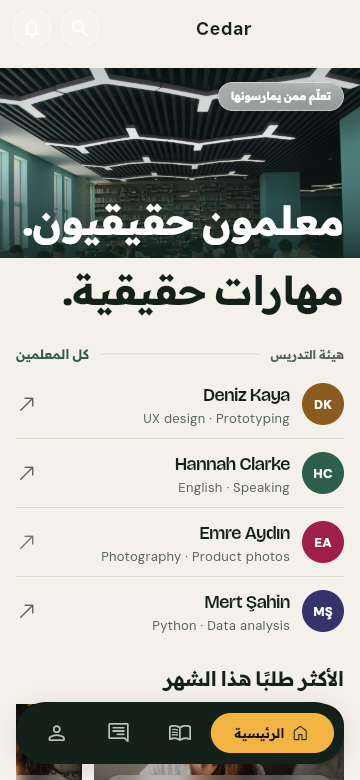 Cedar
تعلّم ممن يمارسونها
معلمون حقيقيون.
مهارات حقيقية.
هيئة التدريس
كل المعلمين
DK
Deniz Kaya
UX design · Prototyping
HC
Hannah Clarke
English · Speaking
EA
Emre Aydın
Photography · Product photos
MŞ
Mert Şahin
Python · Data analysis
الأكثر طلبًا هذا الشهر
الرئيسية